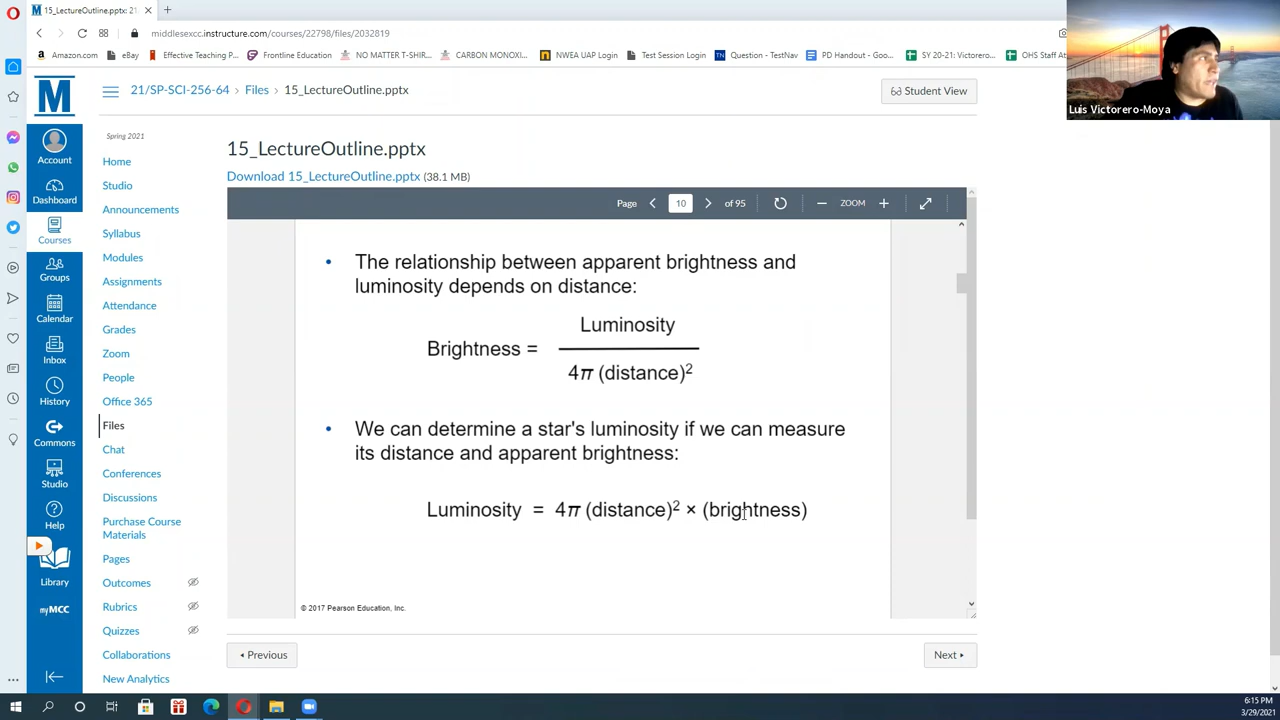 15_LectureOutline.pptx: 21
middlesexcc.instructure.com/courses/22798/files/2032819
Amazon.com
eBay
Effective Teaching P...
Frontline Education
NO MATTER T-SHIR...
CARBON MONOXI...
NWEA UAP Login
Test Session Login
Question - TestNav
PD Handout - Goo...
SY 20-21: Victorero...
OHS Staff At
Luis Victorero-Moya
M
21/SP-SCI-256-64 › Files › 15_LectureOutline.pptx
Student View
Account
Dashboard
Courses
Groups
Calendar
Inbox
History
Commons
Studio
Help
Library
myMCC
Spring 2021
Home
Studio
Announcements
Syllabus
Modules
Assignments
Attendance
Grades
Zoom
People
Office 365
Files
Chat
Conferences
Discussions
Purchase Course
Materials
Pages
Outcomes
Rubrics
Quizzes
Collaborations
New Analytics
15_LectureOutline.pptx
Download 15_LectureOutline.pptx (38.1 MB)
Page 10 of 95 ZOOM
• The relationship between apparent brightness and
luminosity depends on distance:
Luminosity
Brightness =
4π (distance)²
• We can determine a star's luminosity if we can measure
its distance and apparent brightness:
Luminosity = 4π (distance)² × (brightness)
© 2017 Pearson Education, Inc.
Previous
Next
6:15 PM
3/29/2021